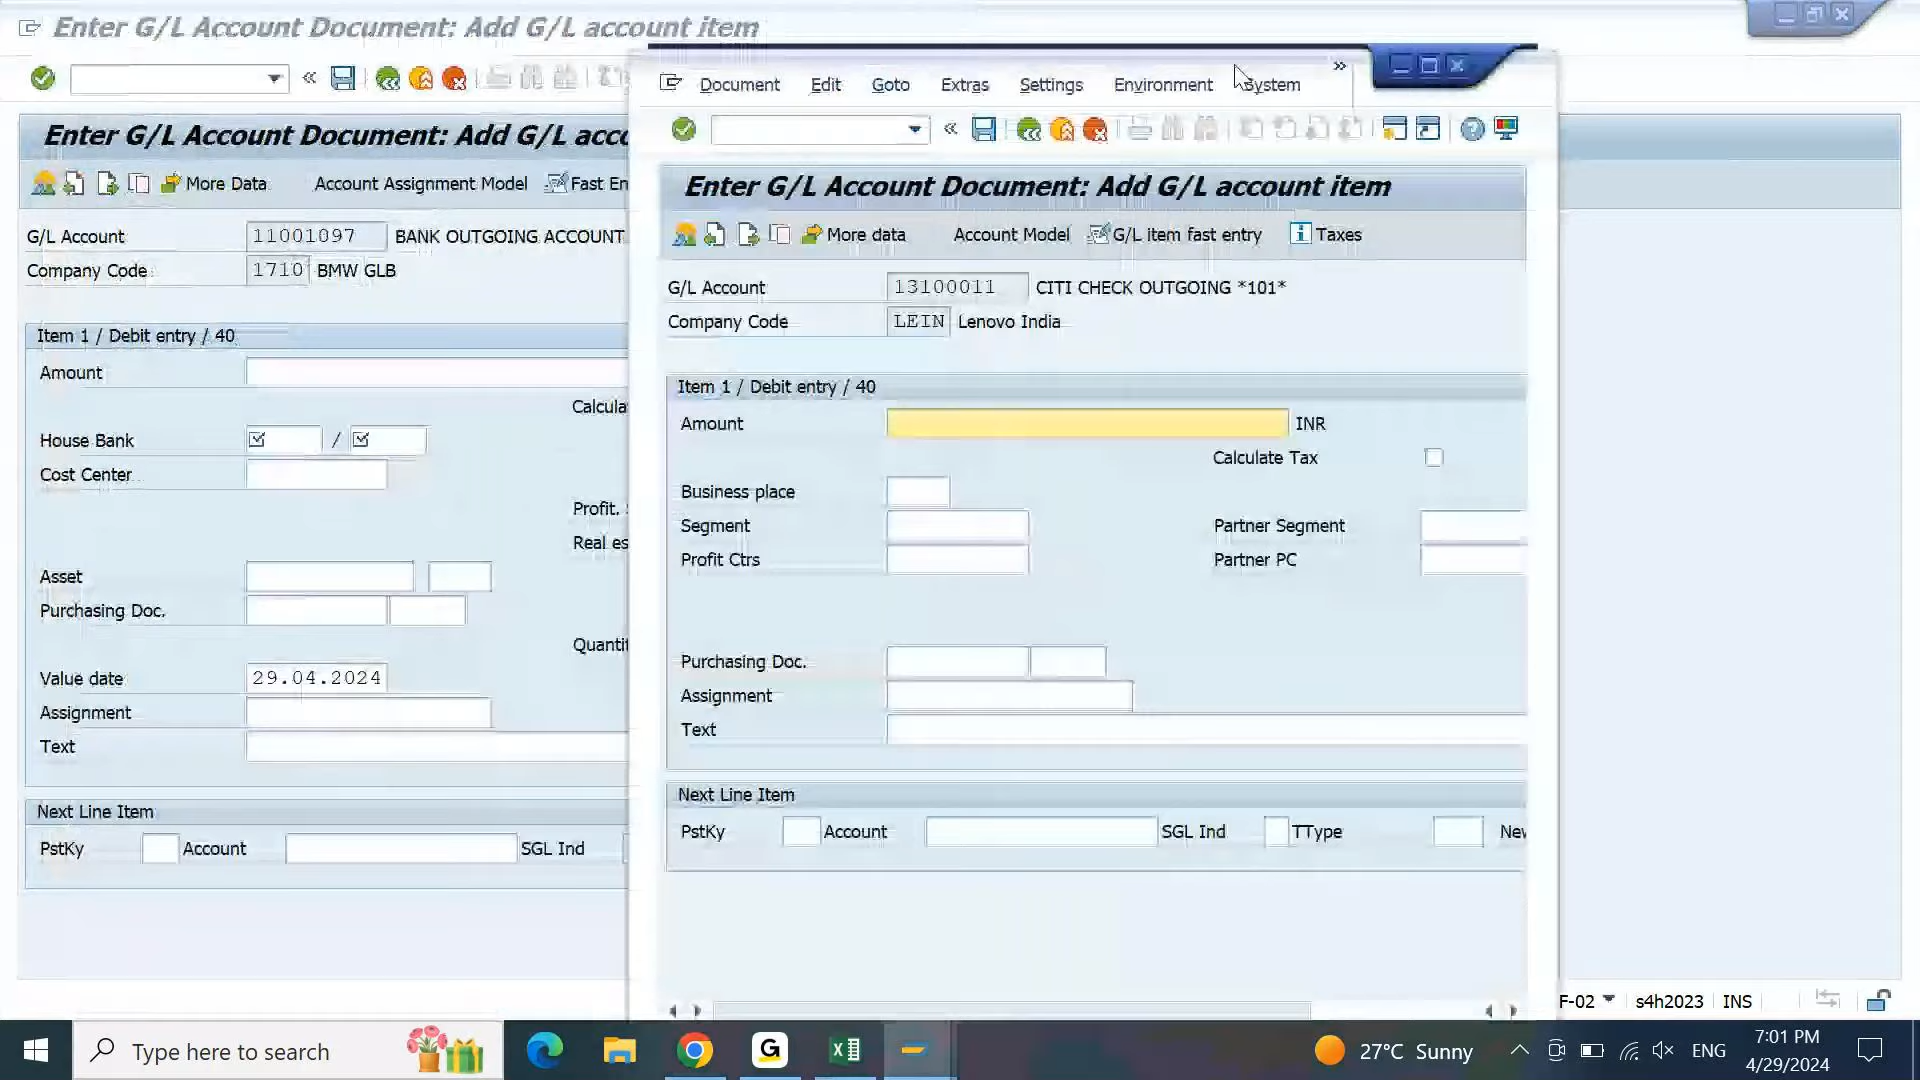 Enter G/L Account Document: Add G/L account item
Enter G/L Account Document: Add G/L acco
More Data
Account Assignment Model
Fast En
G/L Account
11001097
BANK OUTGOING ACCOUNT
Company Code
1710
BMW GLB
Item 1 / Debit entry / 40
Amount
Calcula
House Bank
/
Cost Center
Profit.
Real es
Asset
Purchasing Doc.
Quantit
Value date
29.04.2024
Assignment
Text
Next Line Item
PstKy
Account
SGL Ind
Document
Edit
Goto
Extras
Settings
Environment
System
Enter G/L Account Document: Add G/L account item
More data
Account Model
G/L item fast entry
Taxes
G/L Account
13100011
CITI CHECK OUTGOING *101*
Company Code
LEIN
Lenovo India
Item 1 / Debit entry / 40
Amount
INR
Calculate Tax
Business place
Segment
Partner Segment
Profit Ctrs
Partner PC
Purchasing Doc.
Assignment
Text
Next Line Item
PstKy
Account
SGL Ind
TType
New
F-02
s4h2023
INS
Type here to search
27°C Sunny
ENG
7:01 PM
4/29/2024